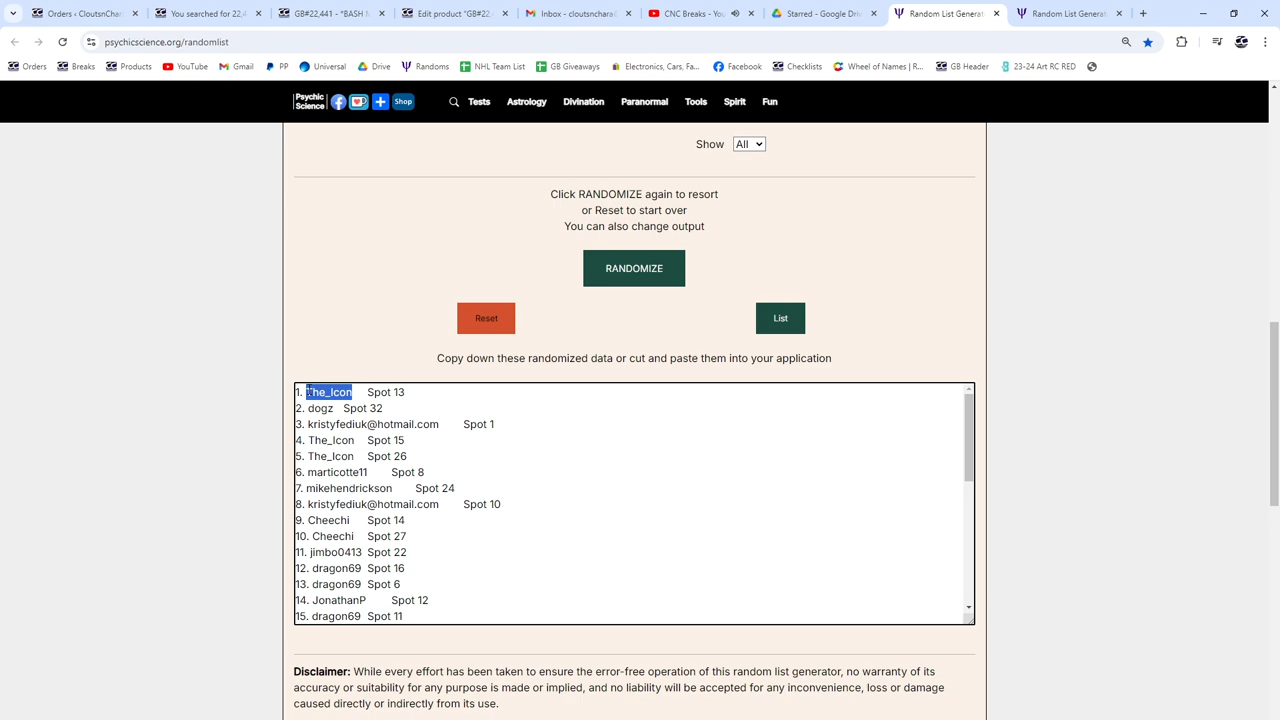 Orders ‹ CloutsnChar
You searched for 22,4
GB#22,441 - *BASH M
Edit product "GB#22,
Inbox - cloutsnchara
CNC Breaks - You
Starred - Google Driv
Random List Generat
Random List Generat
psychicscience.org/randomlist
Orders
Breaks
Products
YouTube
Gmail
PP
Universal
Drive
Randoms
NHL Team List
GB Giveaways
Electronics, Cars, Fa...
Facebook
Checklists
Wheel of Names | R...
GB Header
23-24 Art RC RED
Psychic
Science
Shop
Tests
Astrology
Divination
Paranormal
Tools
Spirit
Fun
Show All
Click RANDOMIZE again to resort
or Reset to start over
You can also change output
RANDOMIZE
Reset
List
Copy down these randomized data or cut and paste them into your application
1. The_Icon Spot 13
2. dogz Spot 32
3. kristyfediuk@hotmail.com Spot 1
4. The_Icon Spot 15
5. The_Icon Spot 26
6. marticotte11 Spot 8
7. mikehendrickson Spot 24
8. kristyfediuk@hotmail.com Spot 10
9. Cheechi Spot 14
10. Cheechi Spot 27
11. jimbo0413 Spot 22
12. dragon69 Spot 16
13. dragon69 Spot 6
14. JonathanP Spot 12
15. dragon69 Spot 11
Disclaimer: While every effort has been taken to ensure the error-free operation of this random list generator, no warranty of its
accuracy or suitability for any purpose is made or implied, and no liability will be accepted for any inconvenience, loss or damage
caused directly or indirectly from its use.